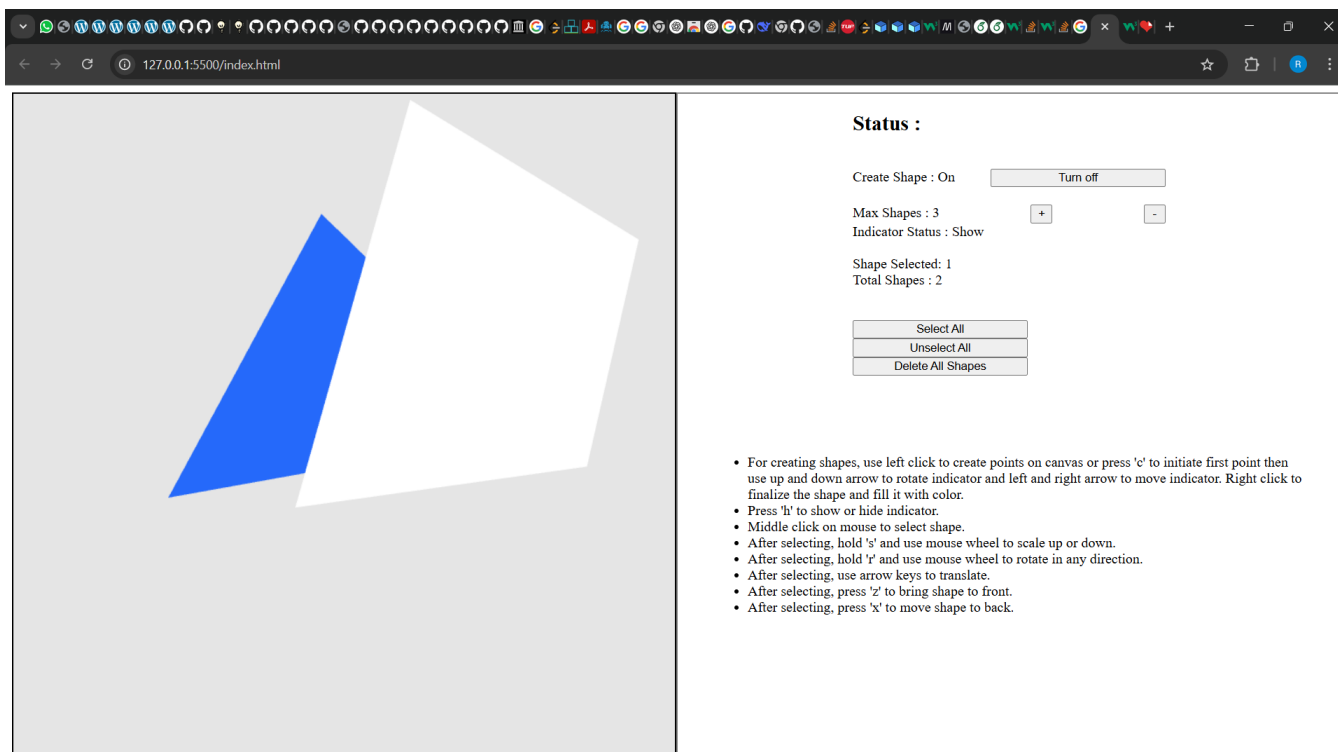 127.0.0.1:5500/index.html
R
Status :
Create Shape : On Turn off
Max Shapes : 3 + -
Indicator Status : Show
Shape Selected: 1
Total Shapes : 2
Select All
Unselect All
Delete All Shapes
• For creating shapes, use left click to create points on canvas or press 'c' to initiate first point then
use up and down arrow to rotate indicator and left and right arrow to move indicator. Right click to
finalize the shape and fill it with color.
• Press 'h' to show or hide indicator.
• Middle click on mouse to select shape.
• After selecting, hold 's' and use mouse wheel to scale up or down.
• After selecting, hold 'r' and use mouse wheel to rotate in any direction.
• After selecting, use arrow keys to translate.
• After selecting, press 'z' to bring shape to front.
• After selecting, press 'x' to move shape to back.